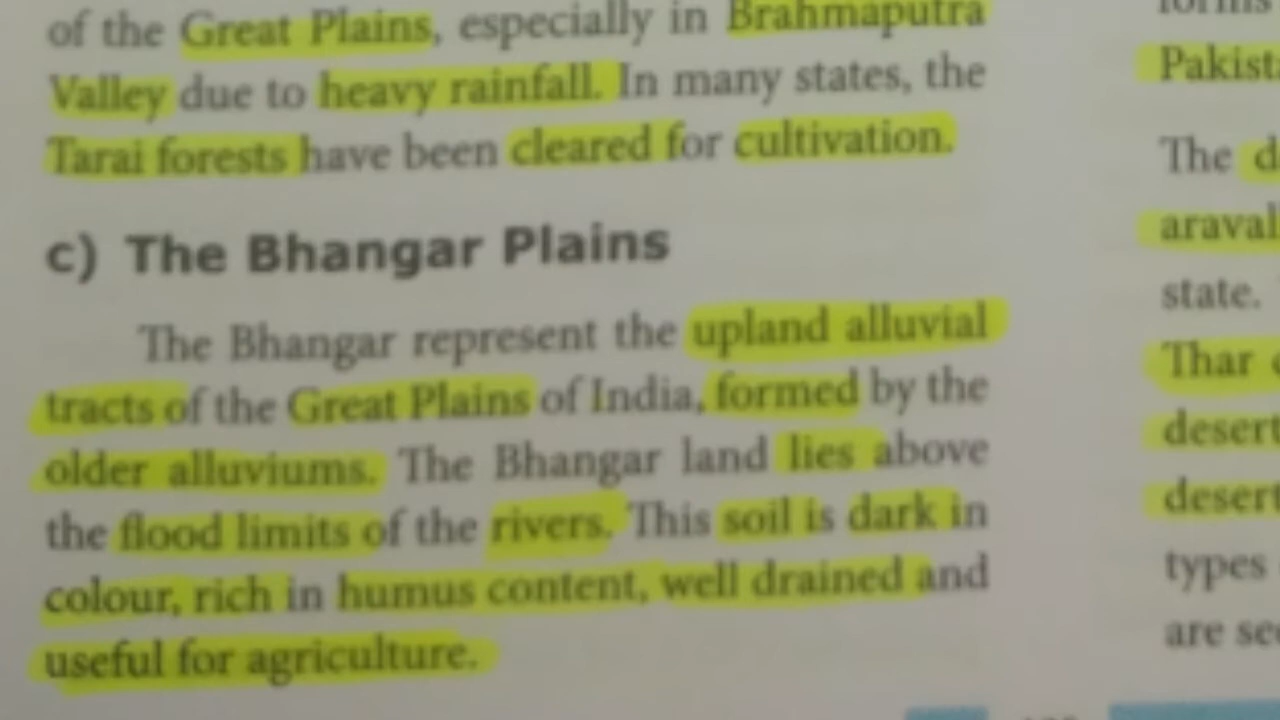 of the Great Plains, especially in Brahmaputra
Valley due to heavy rainfall. In many states, the
Tarai forests have been cleared for cultivation.
c) The Bhangar Plains
The Bhangar represent the upland alluvial
tracts of the Great Plains of India, formed by the
older alluviums. The Bhangar land lies above
the flood limits of the rivers. This soil is dark in
colour, rich in humus content, well drained and
useful for agriculture.
The
state.
Thar
desert
desert
types
are